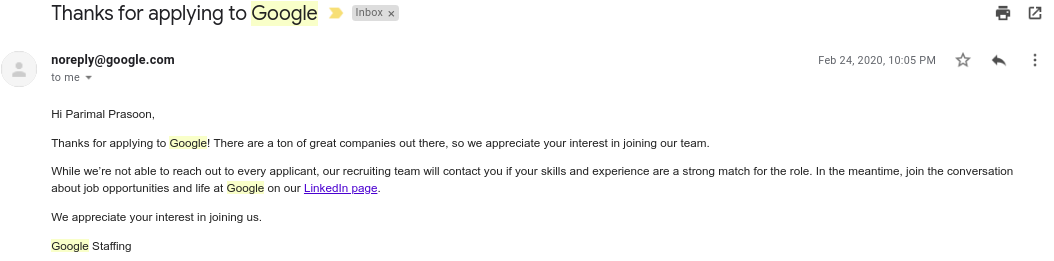 Thanks for applying to Google Inbox x
noreply@google.com Feb 24, 2020, 10:05 PM
to me
Hi Parimal Prasoon,
Thanks for applying to Google! There are a ton of great companies out there, so we appreciate your interest in joining our team.
While we're not able to reach out to every applicant, our recruiting team will contact you if your skills and experience are a strong match for the role. In the meantime, join the conversation
about job opportunities and life at Google on our LinkedIn page.
We appreciate your interest in joining us.
Google Staffing